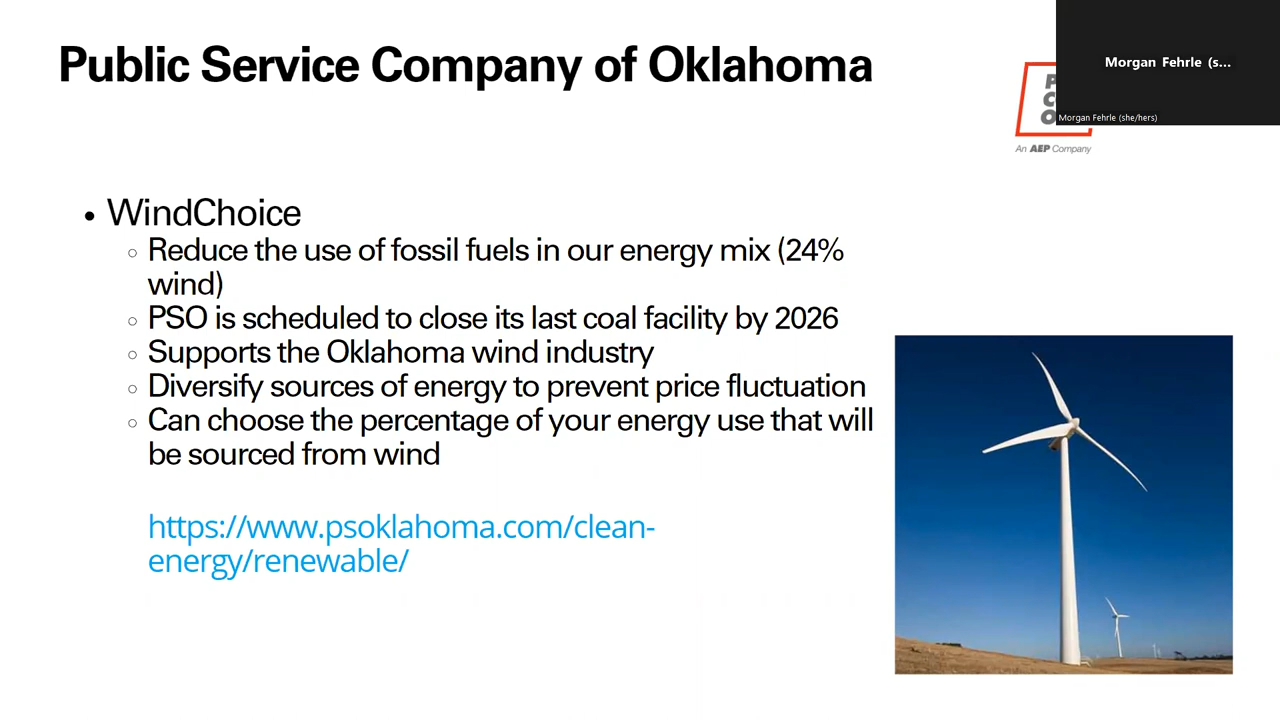 Public Service Company of Oklahoma
Morgan Fehrle (s...
Morgan Fehrle (she/hers)
An AEP Company
• WindChoice
○ Reduce the use of fossil fuels in our energy mix (24%
wind)
○ PSO is scheduled to close its last coal facility by 2026
○ Supports the Oklahoma wind industry
○ Diversify sources of energy to prevent price fluctuation
○ Can choose the percentage of your energy use that will
be sourced from wind
https://www.psoklahoma.com/clean-
energy/renewable/